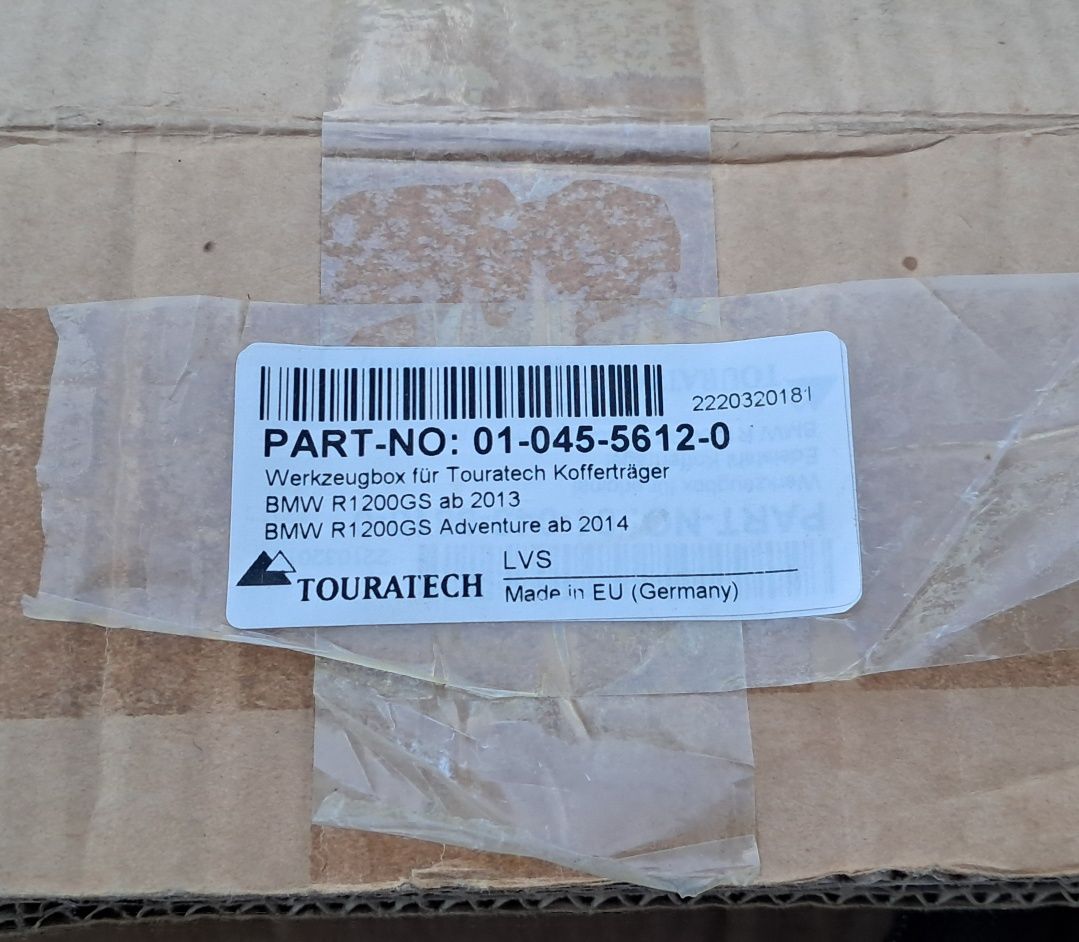 2220320181
PART-NO: 01-045-5612-0
Werkzeugbox für Touratech Kofferträger
BMW R1200GS ab 2013
BMW R1200GS Adventure ab 2014
LVS
TOURATECH
Made in EU (Germany)